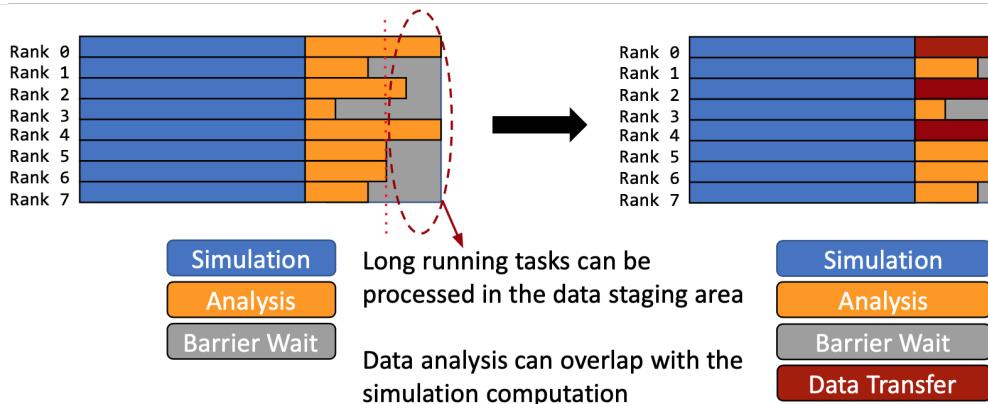 Rank 0
Rank 1
Rank 2
Rank 3
Rank 4
Rank 5
Rank 6
Rank 7
Simulation
Analysis
Barrier Wait
Long running tasks can be
processed in the data staging area
Data analysis can overlap with the
simulation computation
Rank 0
Rank 1
Rank 2
Rank 3
Rank 4
Rank 5
Rank 6
Rank 7
Simulation
Analysis
Barrier Wait
Data Transfer